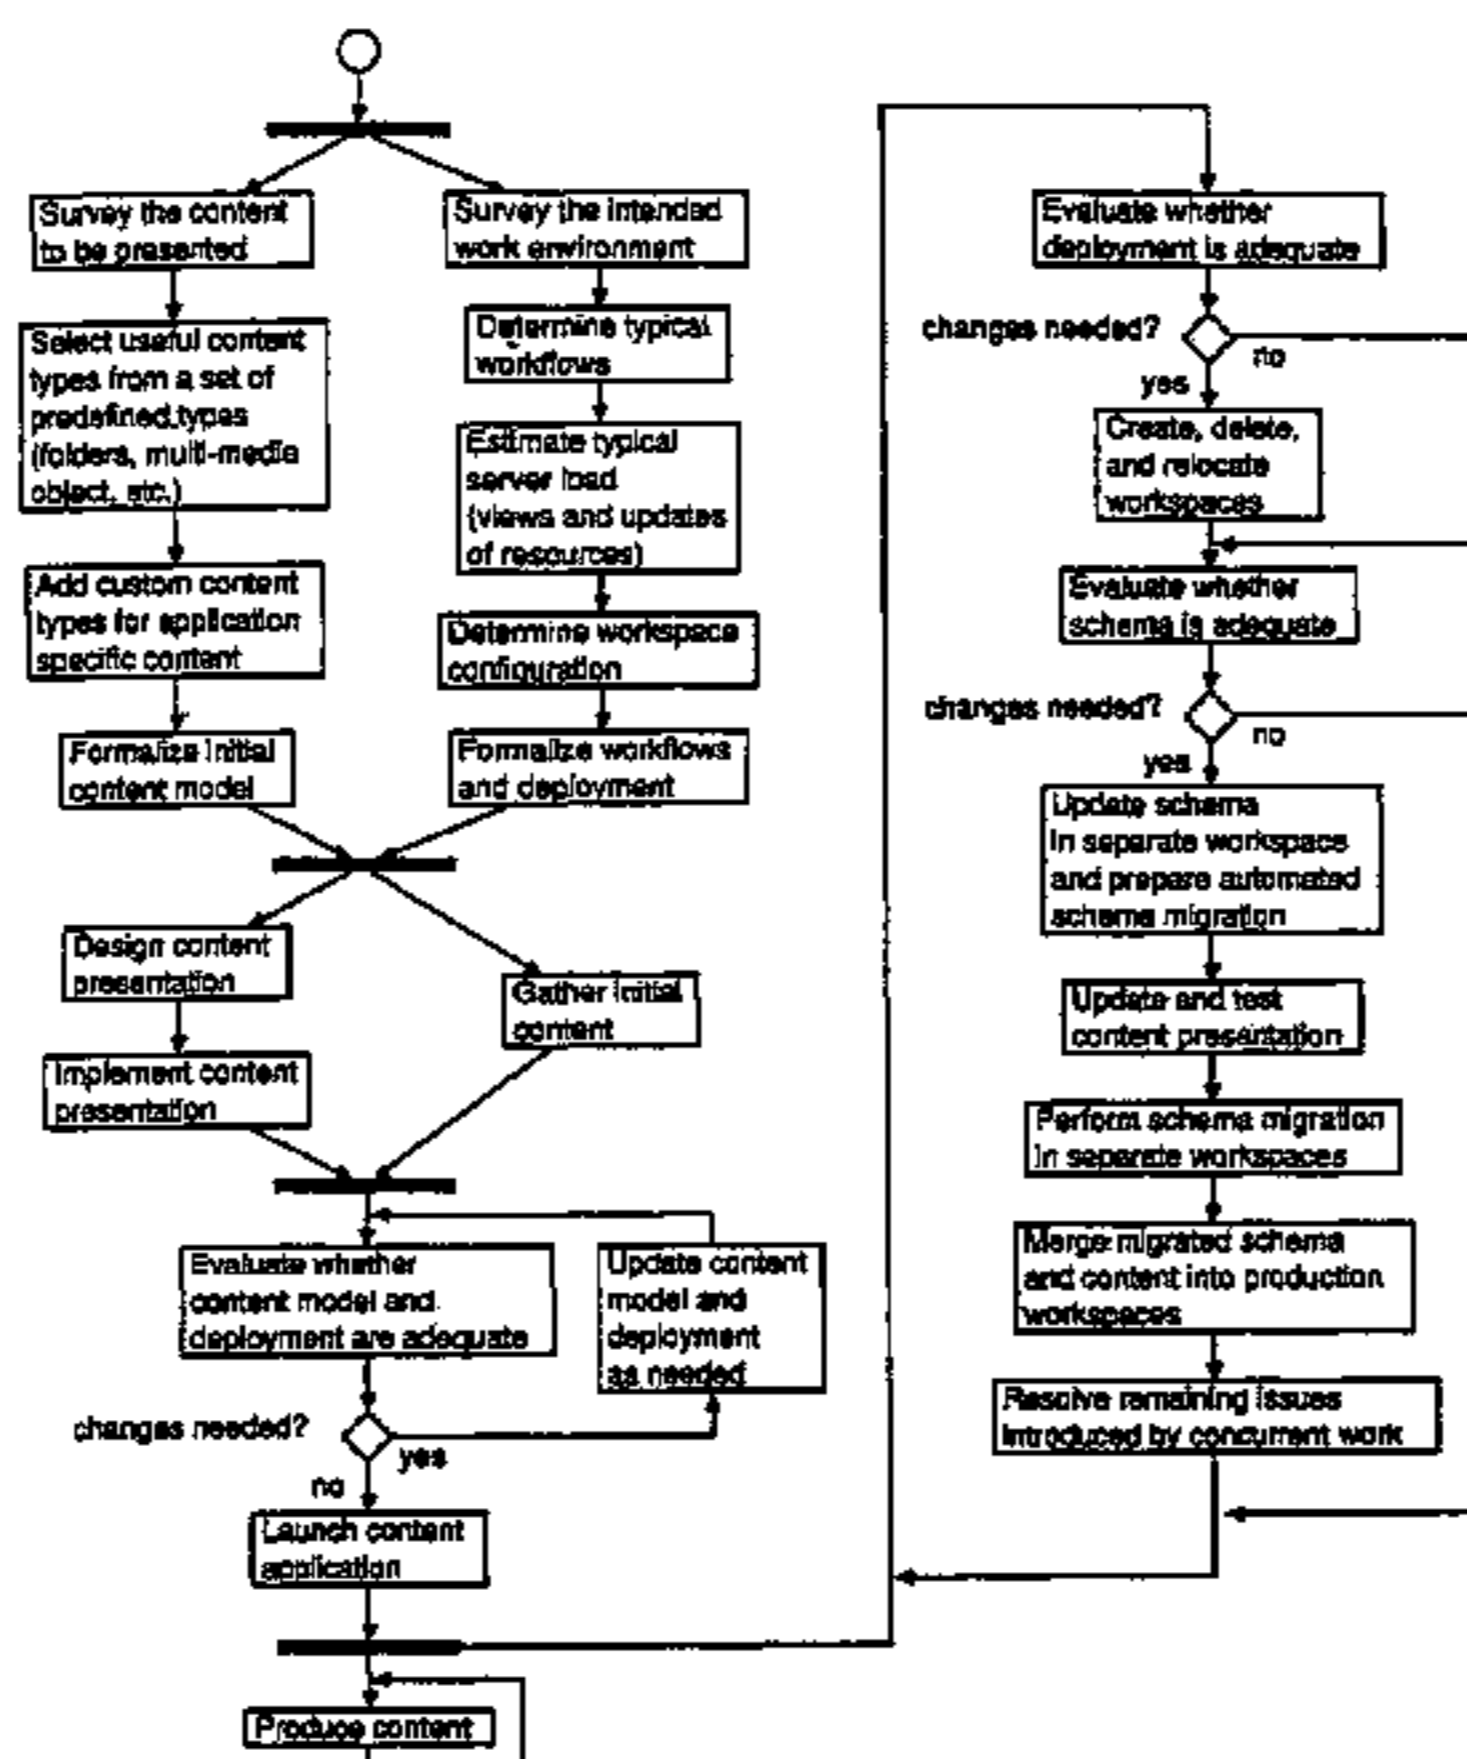 Survey the content
to be presented
Select useful content
types from a set of
predefined types
(folders, multi-media
object, etc.)
Add custom content
types for application
specific content
Formalize initial
content model
Survey the intended
work environment
Determine typical
workflows
Estimate typical
server load
(views and updates
of resources)
Determine workspace
configuration
Formalize workflows
and deployment
Design content
presentation
Implement content
presentation
Gather initial
content
Evaluate whether
content model and
deployment are adequate
Update content
model and
deployment
as needed
changes needed?
yes
no
Launch content
application
Produce content
Evaluate whether
deployment is adequate
changes needed?
no
yes
Create, delete,
and relocate
workspaces
Evaluate whether
schema is adequate
changes needed?
no
yes
Update schema
in separate workspace
and prepare automated
schema migration
Update and test
content presentation
Perform schema migration
in separate workspaces
Merge migrated schema
and content into production
workspaces
Resolve remaining issues
introduced by concurrent work